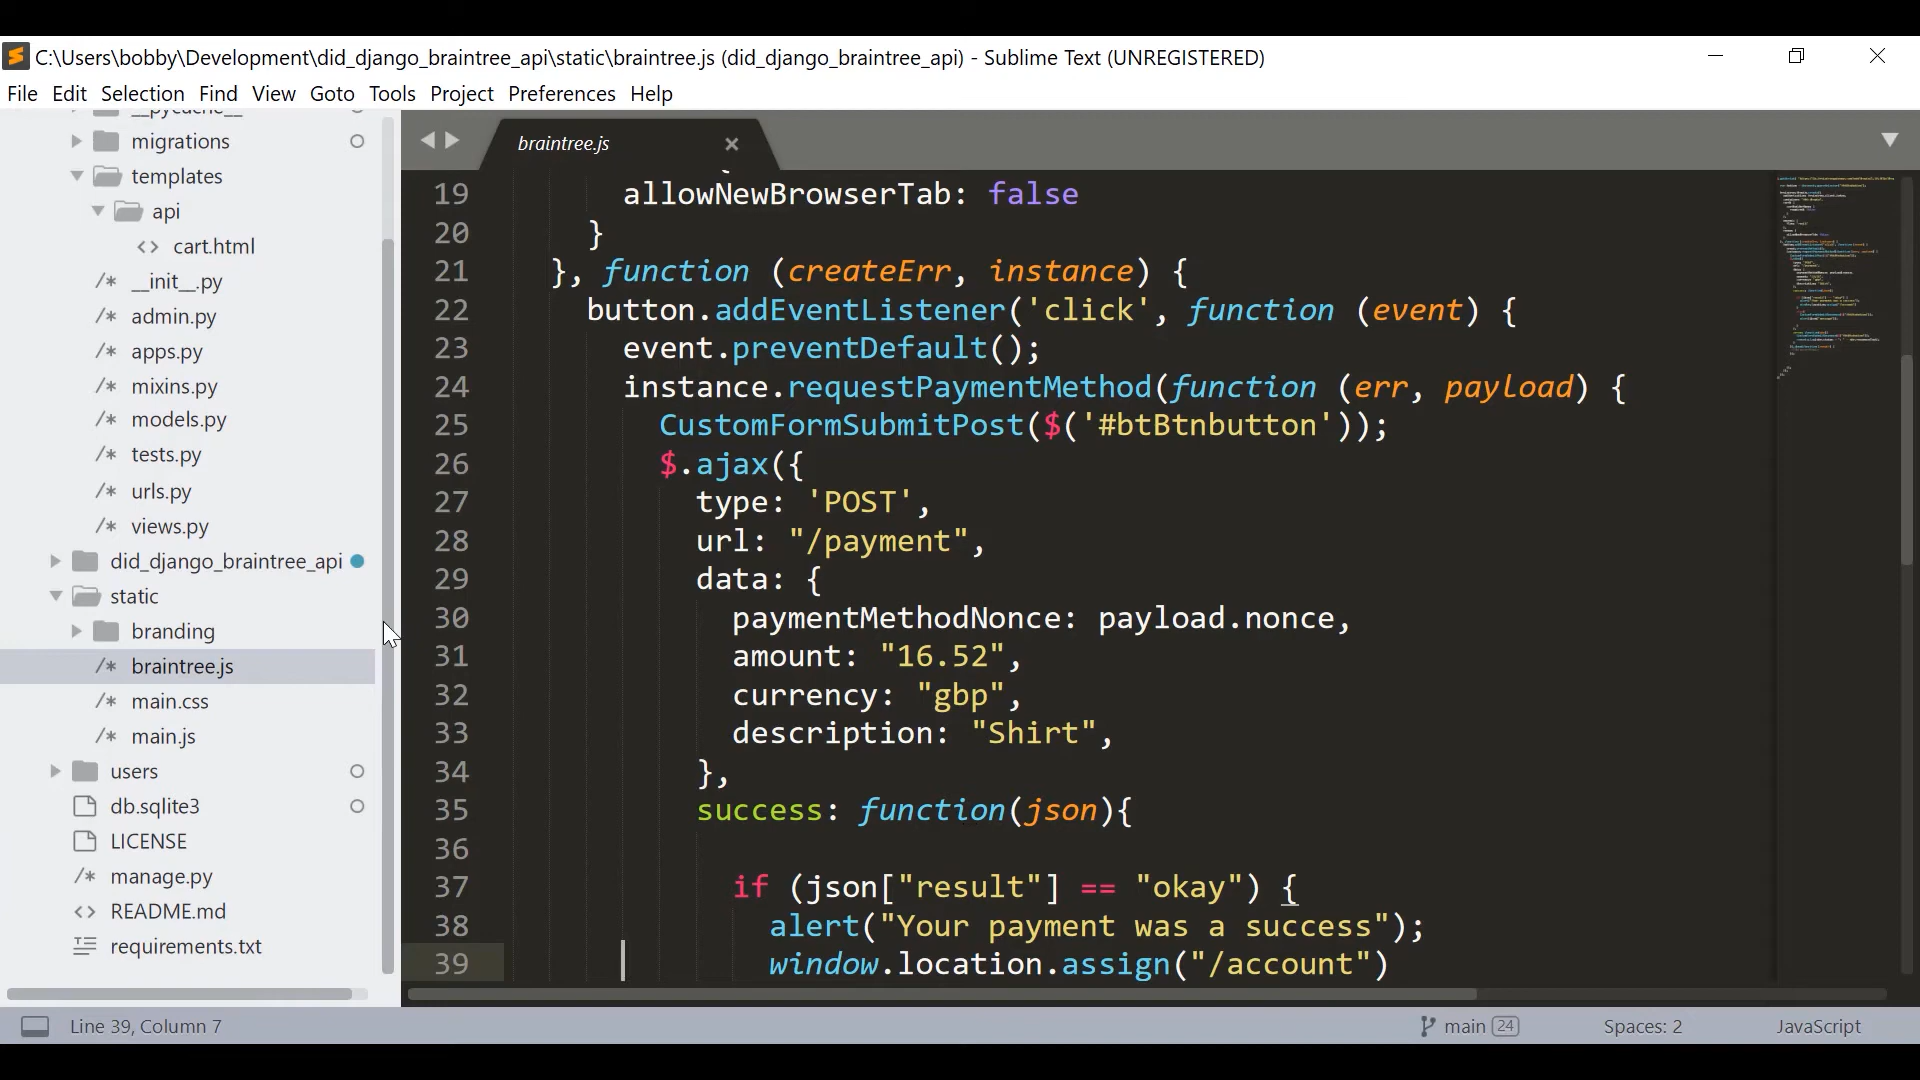 C:\Users\bobby\Development\did_django_braintree_api\static\braintree.js (did_django_braintree_api) - Sublime Text (UNREGISTERED)
File Edit Selection Find View Goto Tools Project Preferences Help
__pycache__
migrations
templates
api
<> cart.html
/* __init__.py
/* admin.py
/* apps.py
/* mixins.py
/* models.py
/* tests.py
/* urls.py
/* views.py
did_django_braintree_api
static
branding
/* braintree.js
/* main.css
/* main.js
users
db.sqlite3
LICENSE
/* manage.py
<> README.md
requirements.txt
braintree.js
19 allowNewBrowserTab: false
20 }
21 }, function (createErr, instance) {
22 button.addEventListener('click', function (event) {
23 event.preventDefault();
24 instance.requestPaymentMethod(function (err, payload) {
25 CustomFormSubmitPost($('#btBtnbutton'));
26 $.ajax({
27 type: 'POST',
28 url: "/payment",
29 data: {
30 paymentMethodNonce: payload.nonce,
31 amount: "16.52",
32 currency: "gbp",
33 description: "Shirt",
34 },
35 success: function(json){
36
37 if (json["result"] == "okay") {
38 alert("Your payment was a success");
39 window.location.assign("/account")
Line 39, Column 7
main 24
Spaces: 2
JavaScript